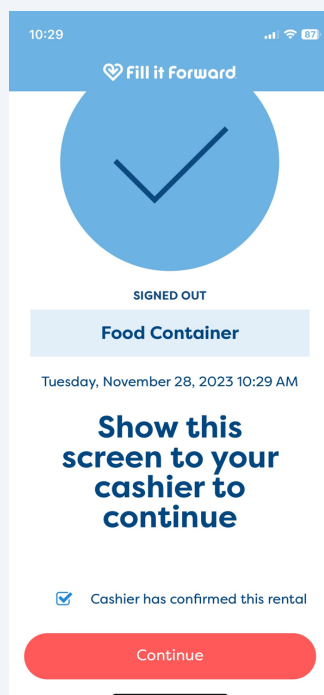 10:29
87
Fill it Forward
SIGNED OUT
Food Container
Tuesday, November 28, 2023 10:29 AM
Show this
screen to your
cashier to
continue
Cashier has confirmed this rental
Continue